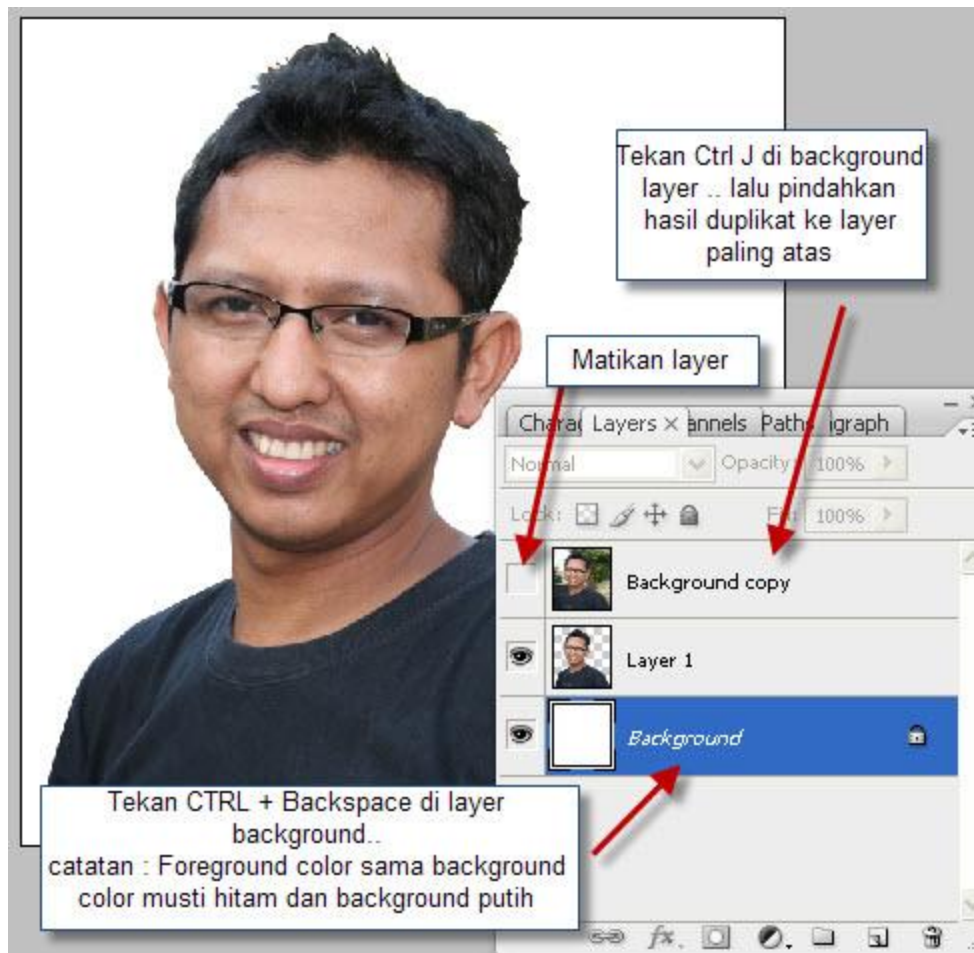 Tekan Ctrl J di background
layer .. lalu pindahkan
hasil duplikat ke layer
paling atas
Matikan layer
Layers
Paths
Normal
Opacity: 100%
Lock:
100%
Background copy
Layer 1
Background
Tekan CTRL + Backspace di layer
background..
catatan : Foreground color sama background
color musti hitam dan background putih